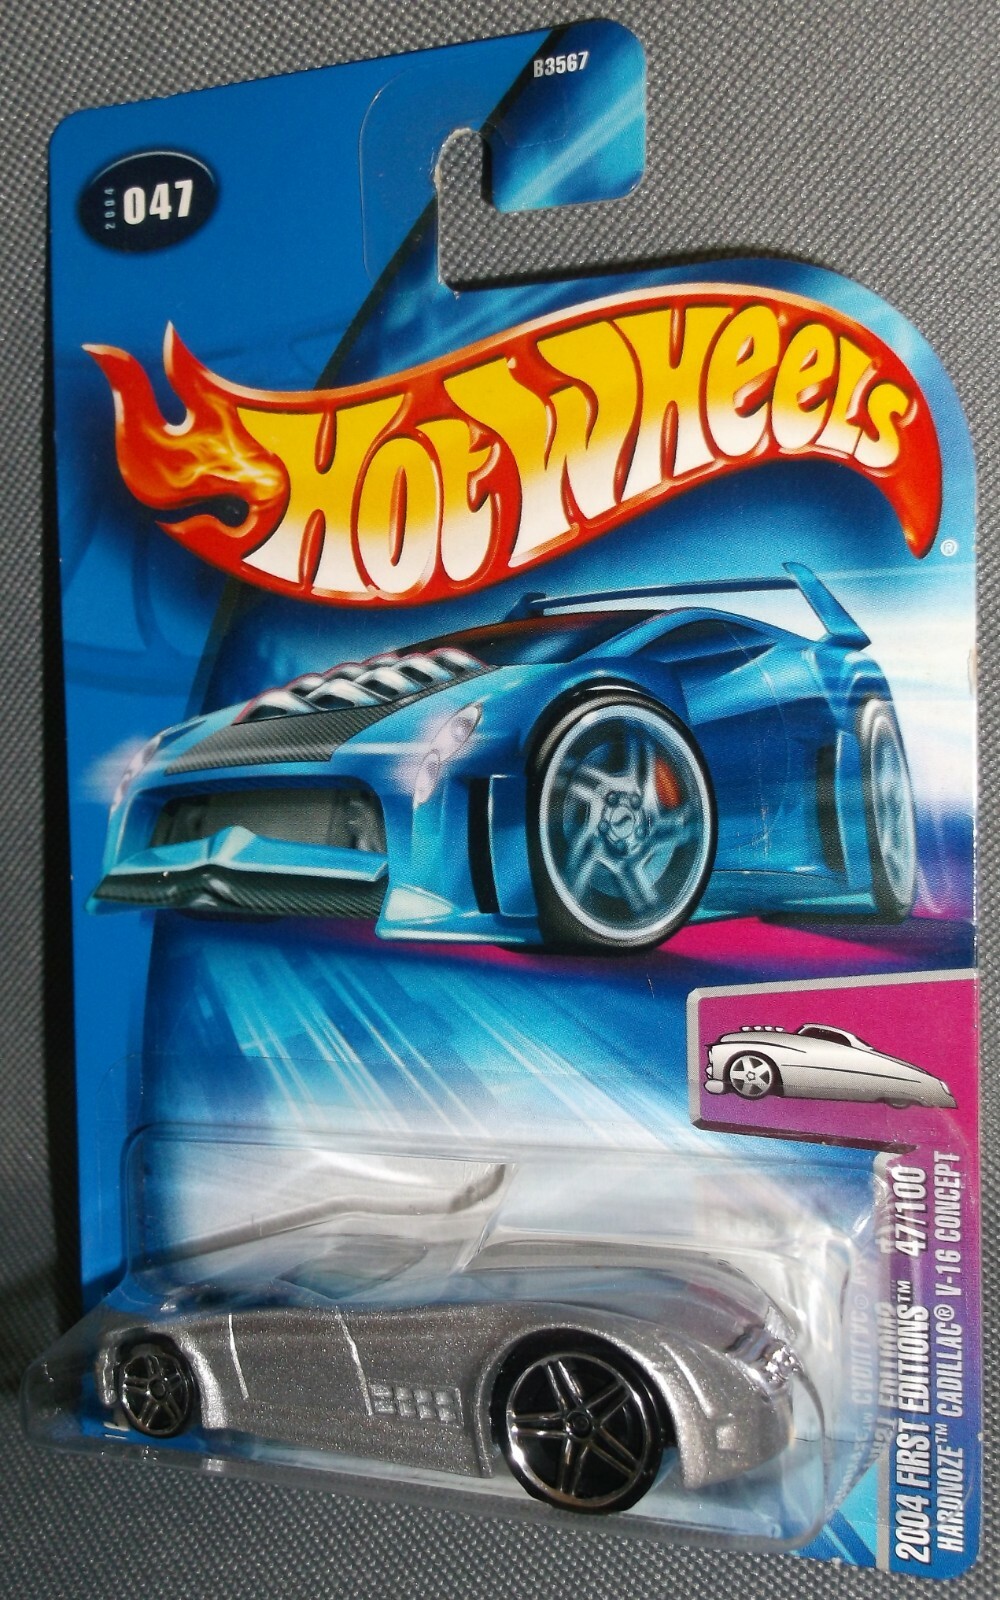 B3567
2004 047
HOT WHEELS
®
2004 FIRST EDITIONS™ 47/100
HARDNOZE™ CADILLAC® V-16 CONCEPT